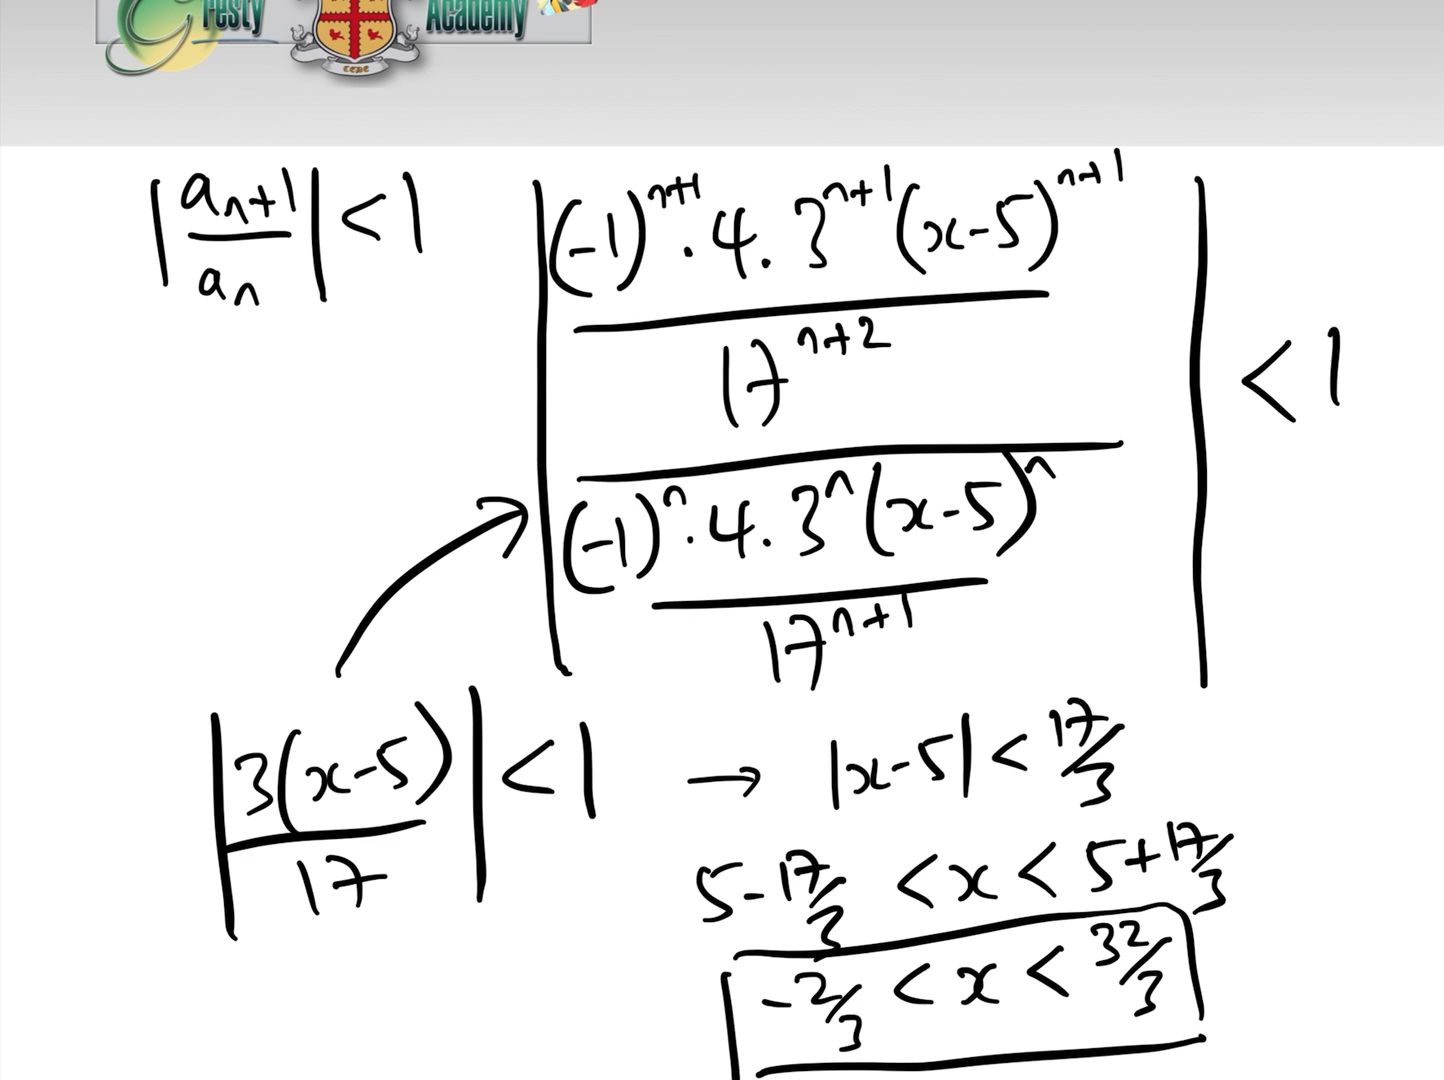 Cresty Academy
CEDE
|a_{n+1}/a_n| < 1
|(-1)^{n+1} · 4 · 3^{n+1} (x-5)^{n+1} / 17^{n+2}
/ (-1)^n · 4 · 3^n (x-5)^n / 17^{n+1}| < 1
|3(x-5)/17| < 1 → |x-5| < 17/3
5-17/3 < x < 5+17/3
-2/3 < x < 32/3